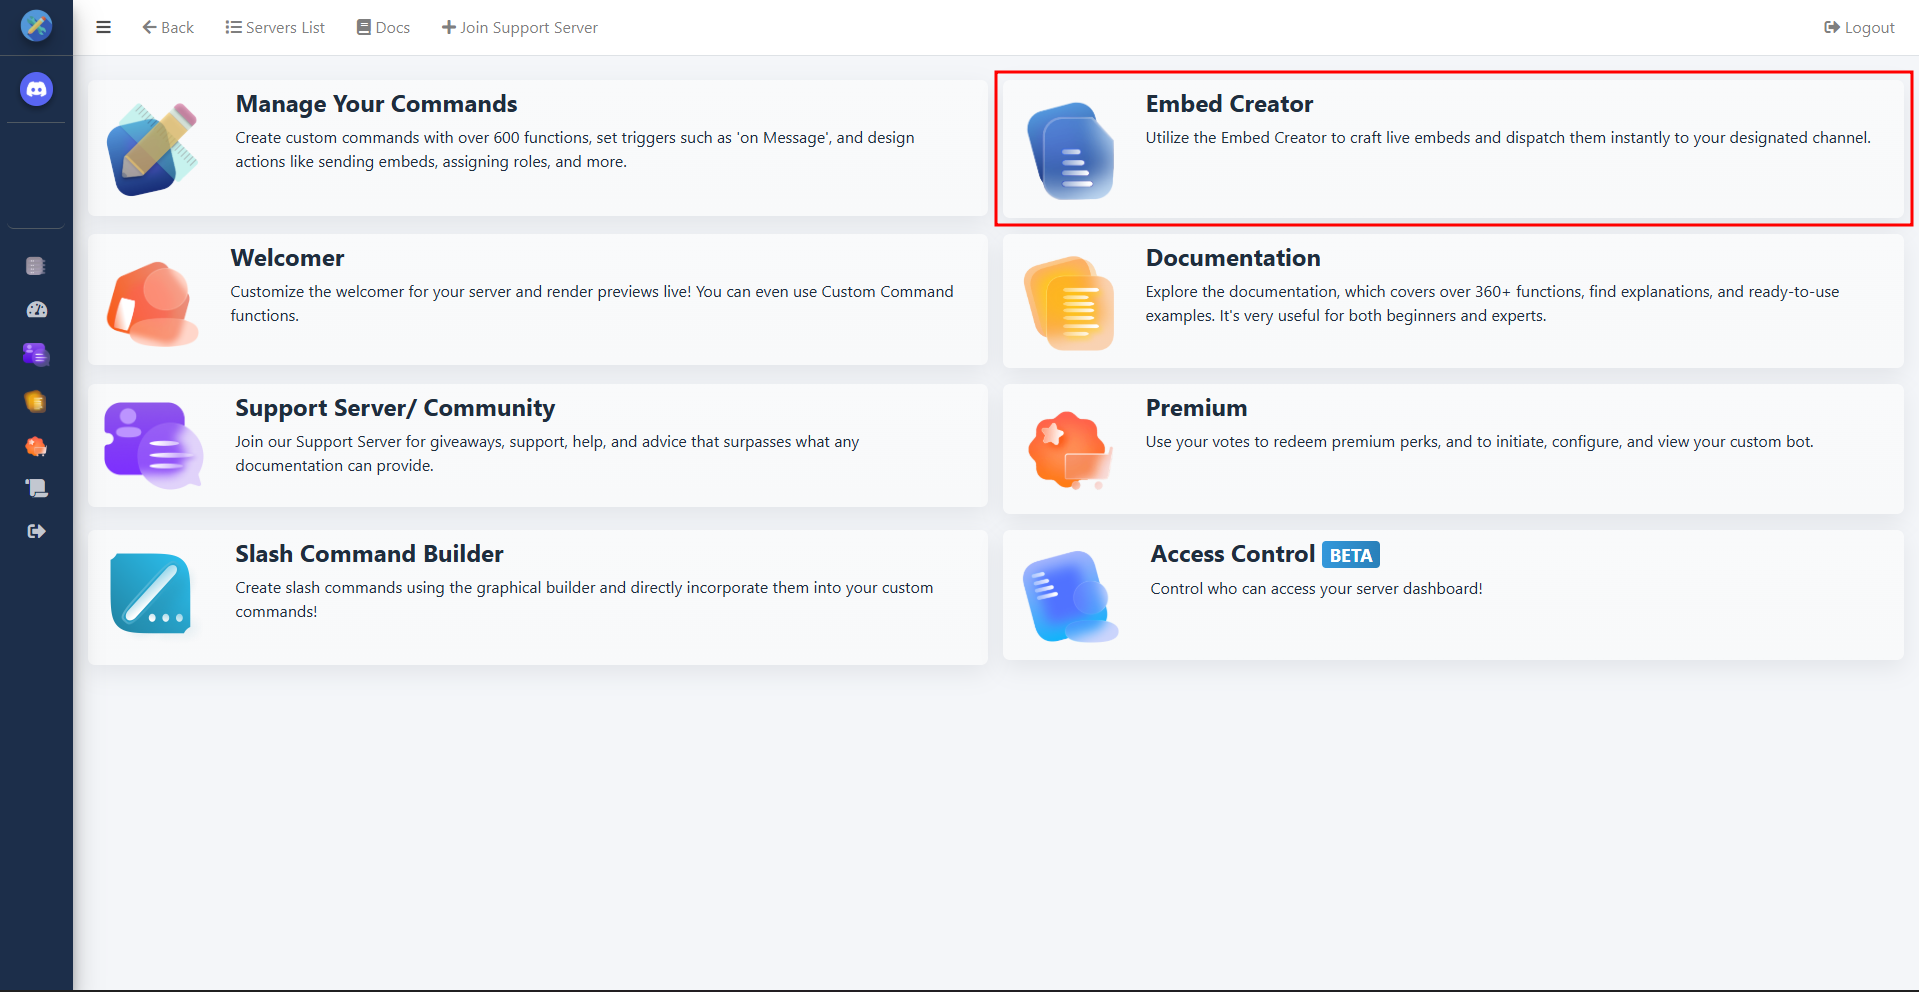 Back
Servers List
Docs
Join Support Server
Logout
Manage Your Commands
Create custom commands with over 600 functions, set triggers such as 'on Message', and design
actions like sending embeds, assigning roles, and more.
Embed Creator
Utilize the Embed Creator to craft live embeds and dispatch them instantly to your designated channel.
Welcomer
Customize the welcomer for your server and render previews live! You can even use Custom Command
functions.
Documentation
Explore the documentation, which covers over 360+ functions, find explanations, and ready-to-use
examples. It's very useful for both beginners and experts.
Support Server/ Community
Join our Support Server for giveaways, support, help, and advice that surpasses what any
documentation can provide.
Premium
Use your votes to redeem premium perks, and to initiate, configure, and view your custom bot.
Slash Command Builder
Create slash commands using the graphical builder and directly incorporate them into your custom
commands!
Access Control BETA
Control who can access your server dashboard!